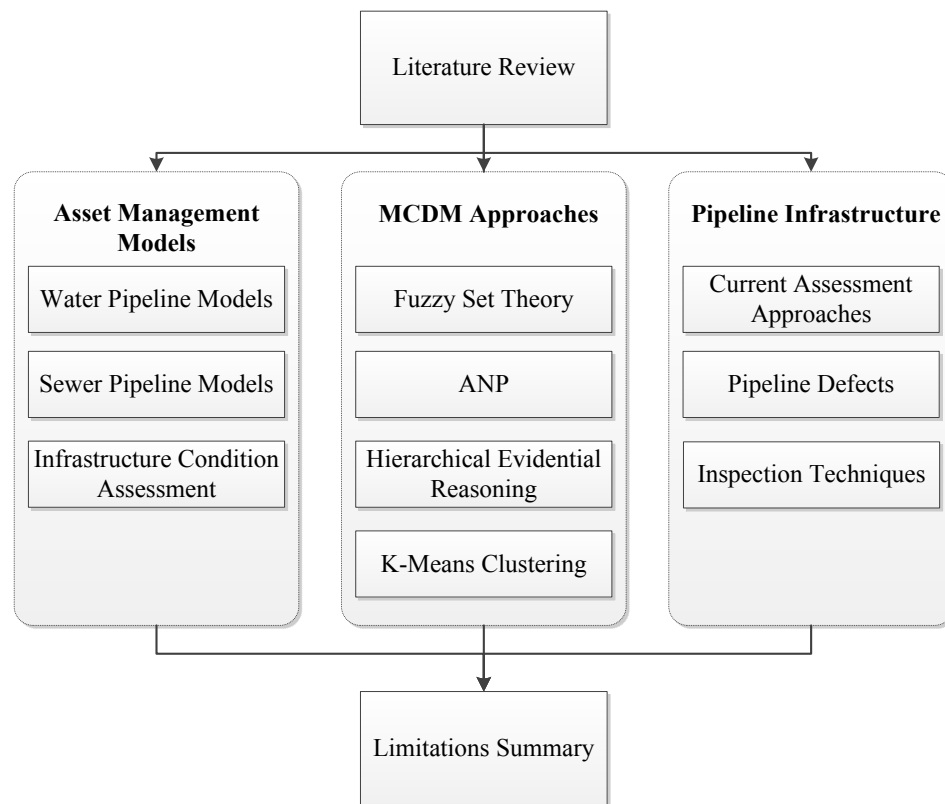 Literature Review
Asset Management
Models
Water Pipeline Models
Sewer Pipeline Models
Infrastructure Condition
Assessment
MCDM Approaches
Fuzzy Set Theory
ANP
Hierarchical Evidential
Reasoning
K-Means Clustering
Pipeline Infrastructure
Current Assessment
Approaches
Pipeline Defects
Inspection Techniques
Limitations Summary